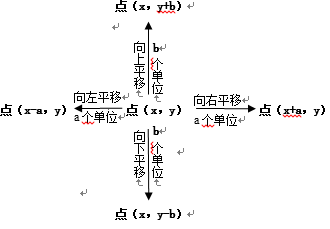 点（x，y+b）
向上平移
b个单位
向左平移
a个单位
点（x-a，y）
点（x，y）
向右平移
a个单位
点（x+a，y）
向下平移
b个单位
点（x，y-b）